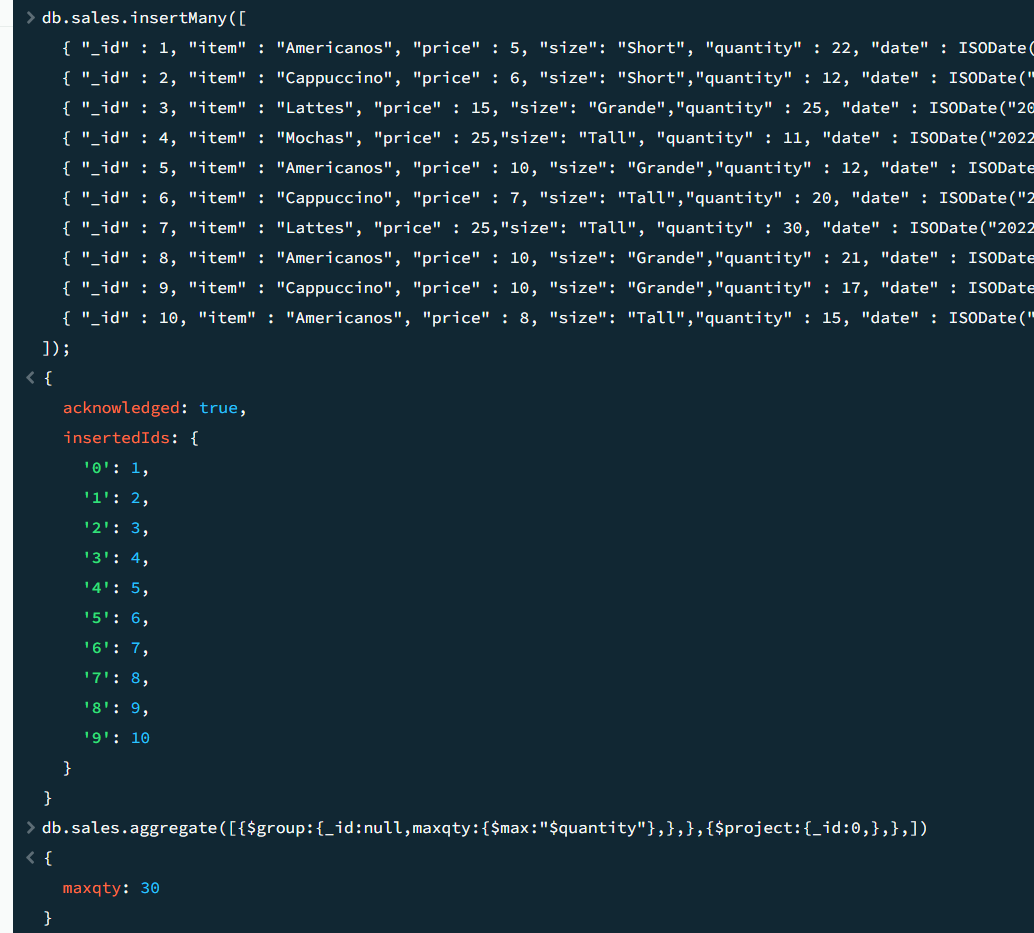 db.sales.insertMany([
{ "_id" : 1, "item" : "Americanos", "price" : 5, "size": "Short", "quantity" : 22, "date" : ISODate(
{ "_id" : 2, "item" : "Cappuccino", "price" : 6, "size": "Short","quantity" : 12, "date" : ISODate("
{ "_id" : 3, "item" : "Lattes", "price" : 15, "size": "Grande","quantity" : 25, "date" : ISODate("20
{ "_id" : 4, "item" : "Mochas", "price" : 25,"size": "Tall", "quantity" : 11, "date" : ISODate("2022
{ "_id" : 5, "item" : "Americanos", "price" : 10, "size": "Grande","quantity" : 12, "date" : ISODate
{ "_id" : 6, "item" : "Cappuccino", "price" : 7, "size": "Tall","quantity" : 20, "date" : ISODate("2
{ "_id" : 7, "item" : "Lattes", "price" : 25,"size": "Tall", "quantity" : 30, "date" : ISODate("2022
{ "_id" : 8, "item" : "Americanos", "price" : 10, "size": "Grande","quantity" : 21, "date" : ISODate
{ "_id" : 9, "item" : "Cappuccino", "price" : 10, "size": "Grande","quantity" : 17, "date" : ISODate
{ "_id" : 10, "item" : "Americanos", "price" : 8, "size": "Tall","quantity" : 15, "date" : ISODate("
]);
{
acknowledged: true,
insertedIds: {
'0': 1,
'1': 2,
'2': 3,
'3': 4,
'4': 5,
'5': 6,
'6': 7,
'7': 8,
'8': 9,
'9': 10
}
}
db.sales.aggregate([{$group:{_id:null,maxqty:{$max:"$quantity"},},},{$project:{_id:0,},},])
{
maxqty: 30
}